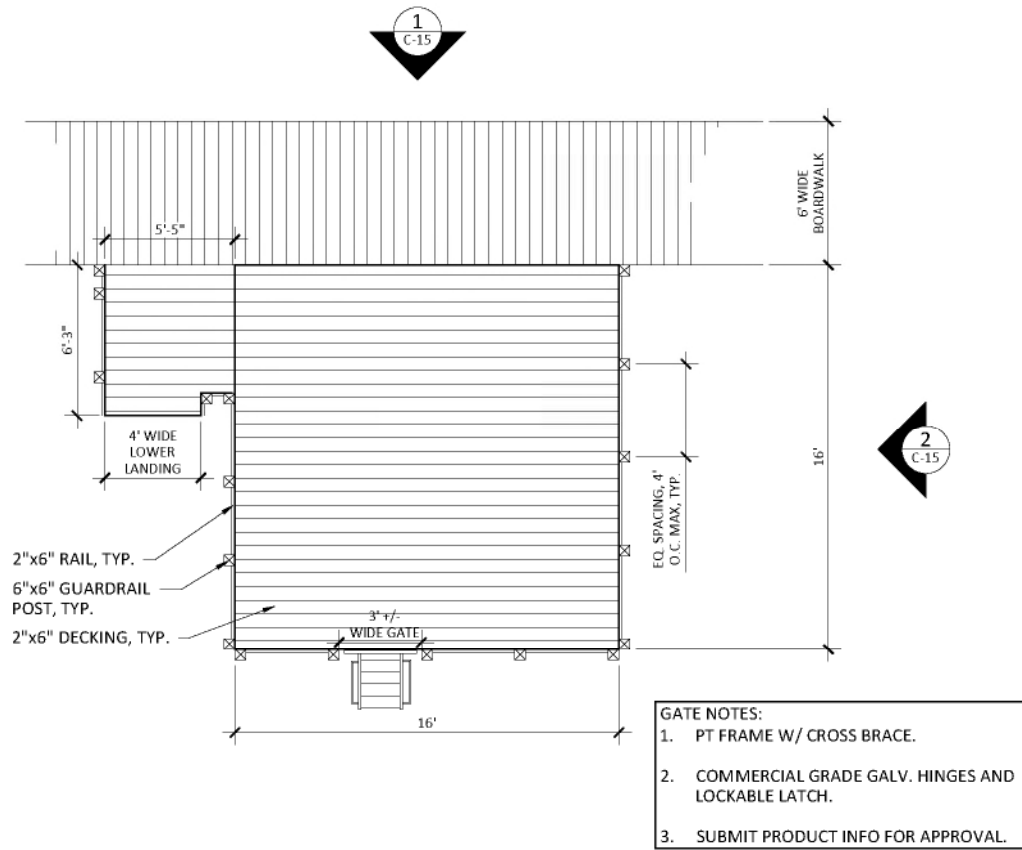 1
C-15
6' WIDE
BOARDWALK
5'-5"
6'-3"
4' WIDE
LOWER
LANDING
2
C-15
16'
EQ. SPACING, 4'
O.C. MAX, TYP.
2"x6" RAIL, TYP.
6"x6" GUARDRAIL
POST, TYP.
2"x6" DECKING, TYP.
3' +/-
WIDE GATE
16'
GATE NOTES:
1. PT FRAME W/ CROSS BRACE.
2. COMMERCIAL GRADE GALV. HINGES AND
LOCKABLE LATCH.
3. SUBMIT PRODUCT INFO FOR APPROVAL.